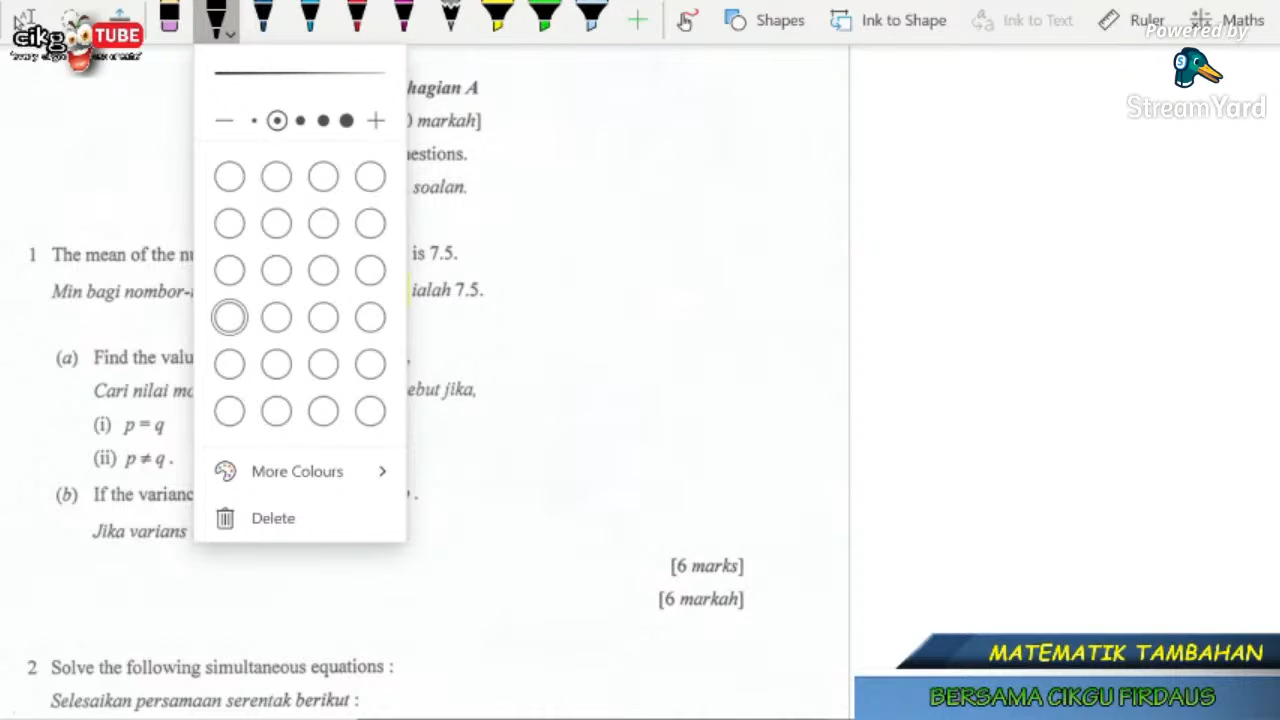 cikg TUBE
Shapes
Ink to Shape
Ink to Text
Ruler
Maths
Powered by
StreamYard
hagian A
) markah]
estions.
soalan.
1 The mean of the is 7.5.
Min bagi nombor- ialah 7.5.
(a) Find the valu
Cari nilai ebut jika,
(i) p = q
(ii) p ≠ q .
(b) If the varianc
Jika varians
More Colours
Delete
[6 marks]
[6 markah]
2 Solve the following simultaneous equations :
Selesaikan persamaan serentak berikut :
MATEMATIK TAMBAHAN
BERSAMA CIKGU FIRDAUS